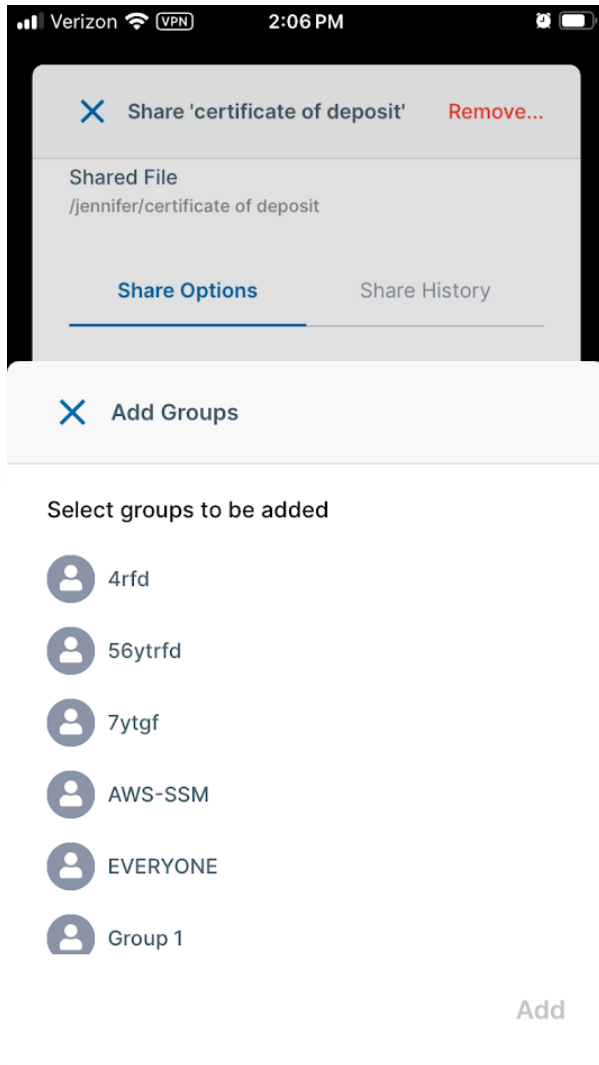 Verizon VPN 2:06 PM
Share 'certificate of deposit' Remove...
Shared File
/jennifer/certificate of deposit
Share Options Share History
Add Groups
Select groups to be added
4rfd
56ytrfd
7ytgf
AWS-SSM
EVERYONE
Group 1
Add